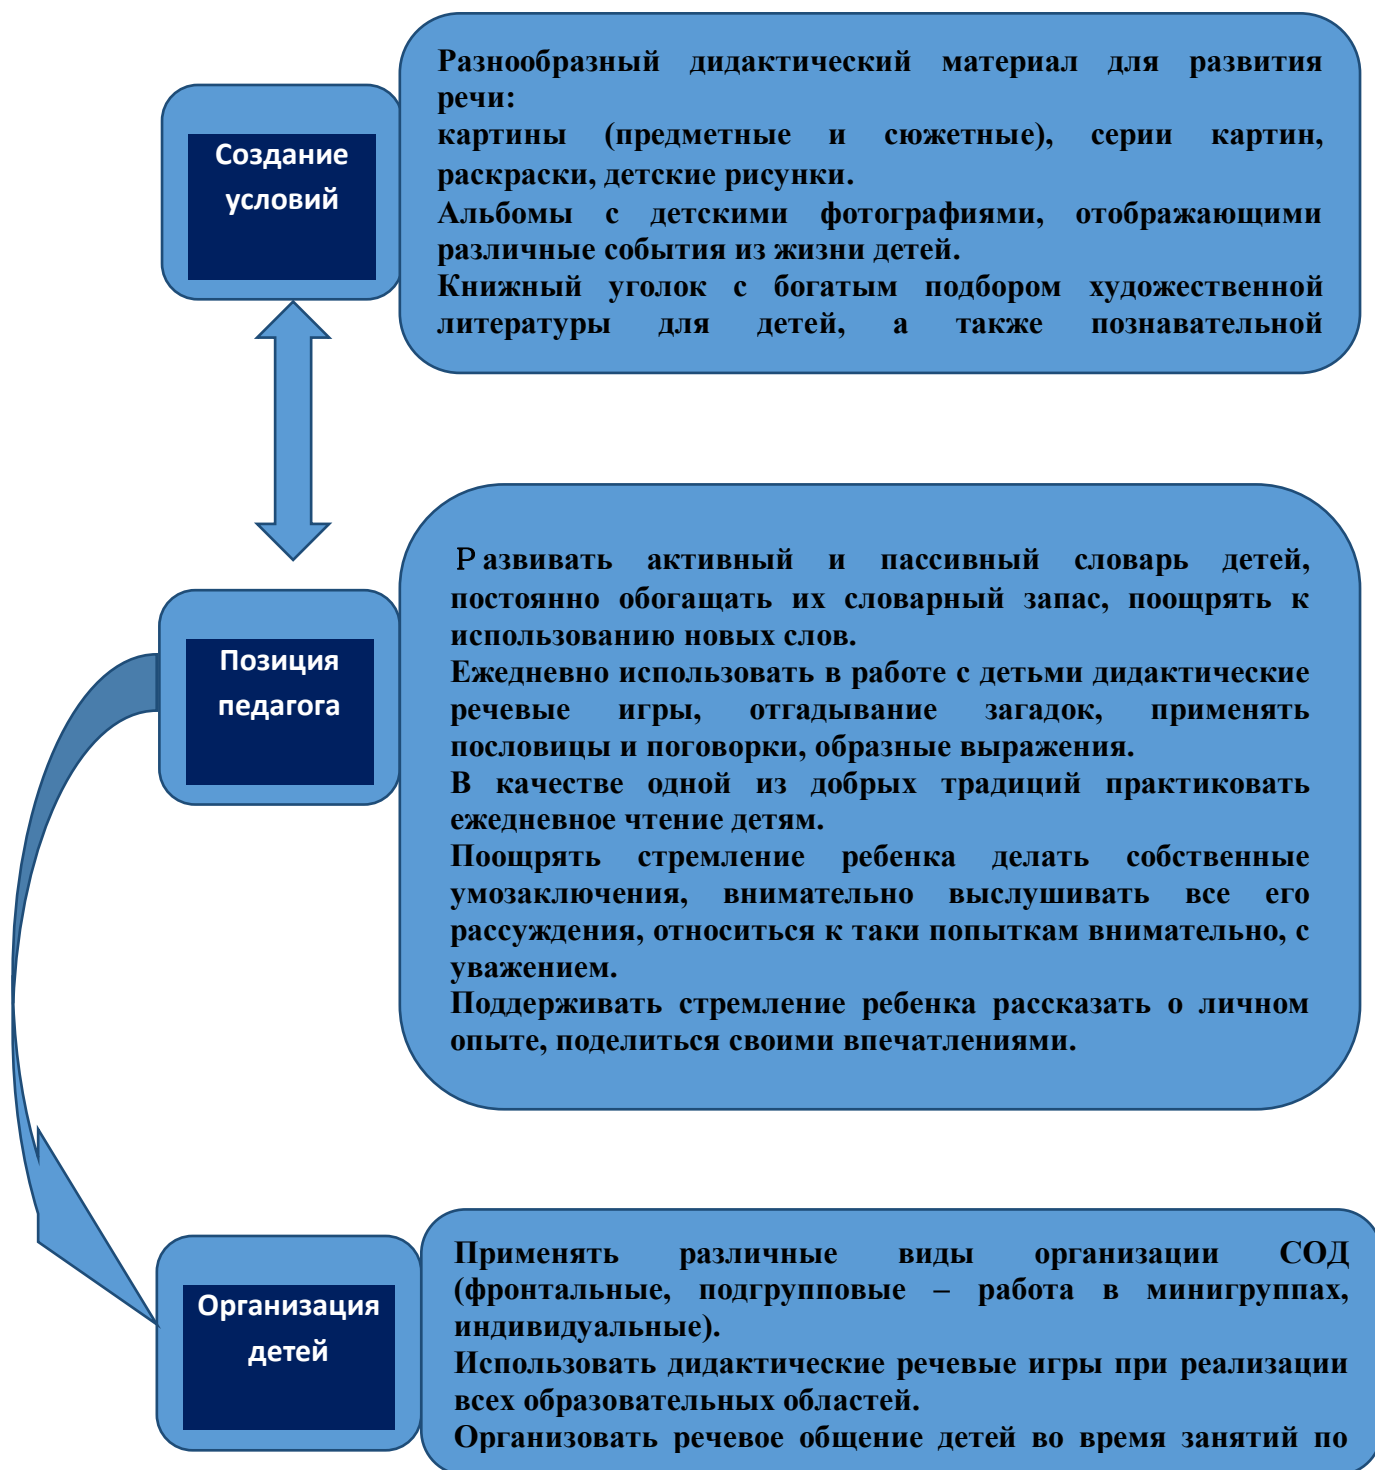 Создание
условий
Разнообразный дидактический материал для развития
речи:
картины (предметные и сюжетные), серии картин,
раскраски, детские рисунки.
Альбомы с детскими фотографиями, отображающими
различные события из жизни детей.
Книжный уголок с богатым подбором художественной
литературы для детей, а также познавательной
Позиция
педагога
Развивать активный и пассивный словарь детей,
постоянно обогащать их словарный запас, поощрять к
использованию новых слов.
Ежедневно использовать в работе с детьми дидактические
речевые игры, отгадывание загадок, применять
пословицы и поговорки, образные выражения.
В качестве одной из добрых традиций практиковать
ежедневное чтение детям.
Поощрять стремление ребенка делать собственные
умозаключения, внимательно выслушивать все его
рассуждения, относиться к таки попыткам внимательно, с
уважением.
Поддерживать стремление ребенка рассказать о личном
опыте, поделиться своими впечатлениями.
Организация
детей
Применять различные виды организации СОД
(фронтальные, подгрупповые – работа в минигруппах,
индивидуальные).
Использовать дидактические речевые игры при реализации
всех образовательных областей.
Организовать речевое общение детей во время занятий по